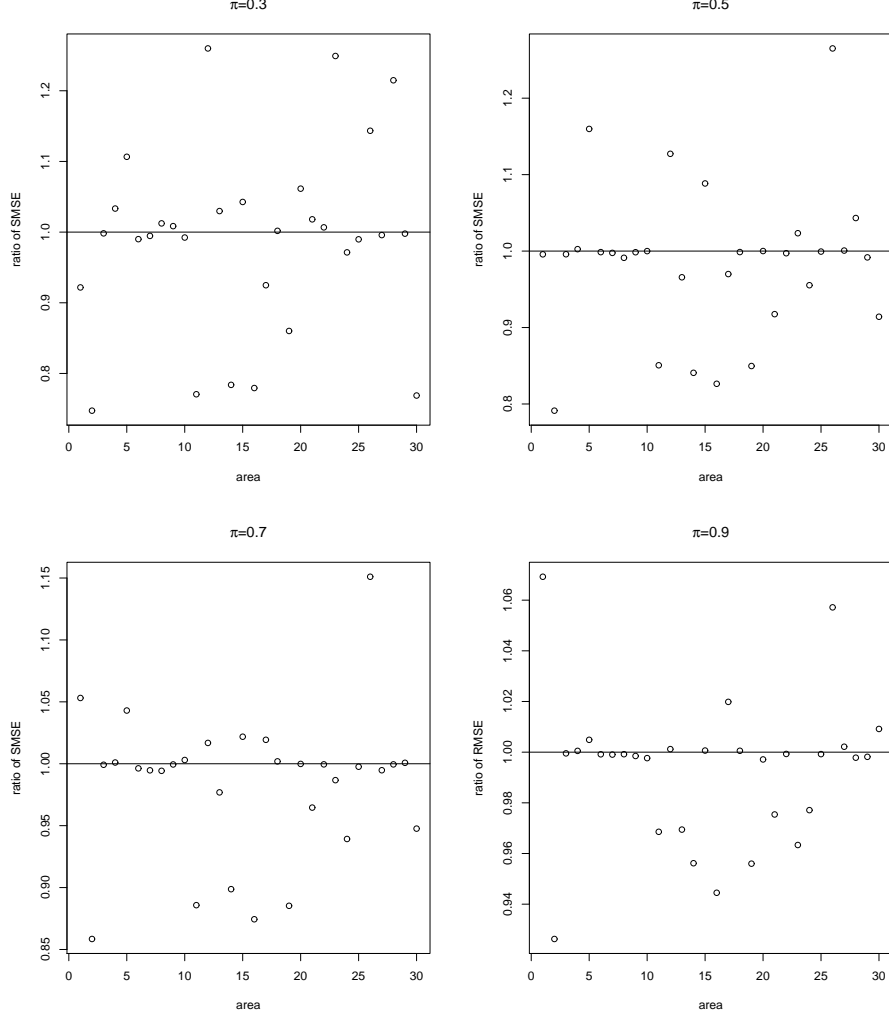 π=0.3
ratio of SMSE
1.2
1.1
1.0
0.9
0.8
0 5 10 15 20 25 30
area
π=0.5
ratio of SMSE
1.2
1.1
1.0
0.9
0.8
0 5 10 15 20 25 30
area
π=0.7
ratio of SMSE
1.15
1.10
1.05
1.00
0.95
0.90
0.85
0 5 10 15 20 25 30
area
π=0.9
ratio of RMSE
1.06
1.04
1.02
1.00
0.98
0.96
0.94
0 5 10 15 20 25 30
area